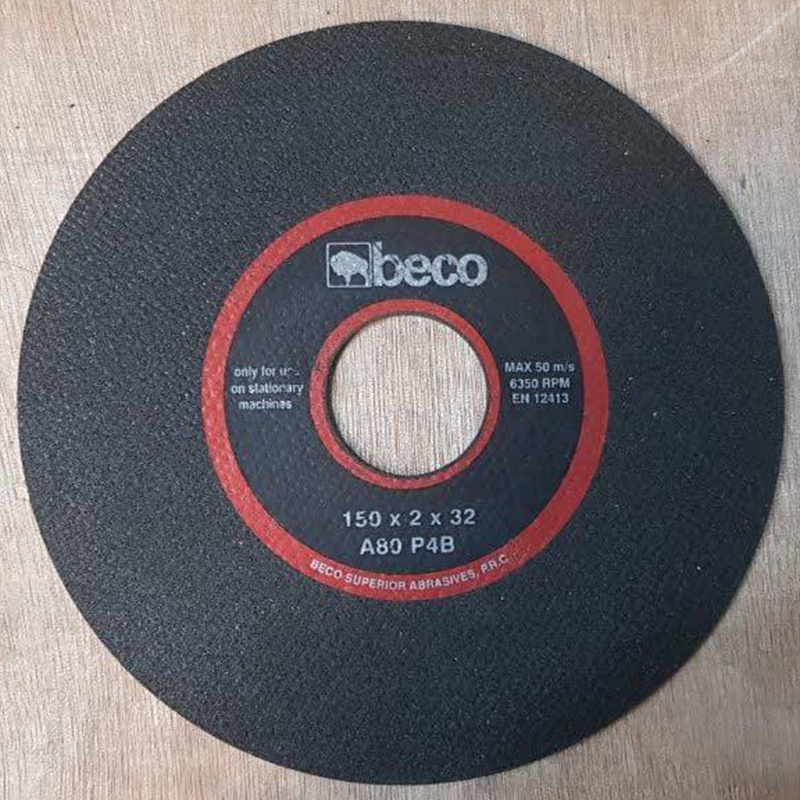 beco
only for use
on stationary
machines
MAX 50 m/s
6350 RPM
EN 12413
150 x 2 x 32
A80 P4B
BECO SUPERIOR ABRASIVES, P.R.C.